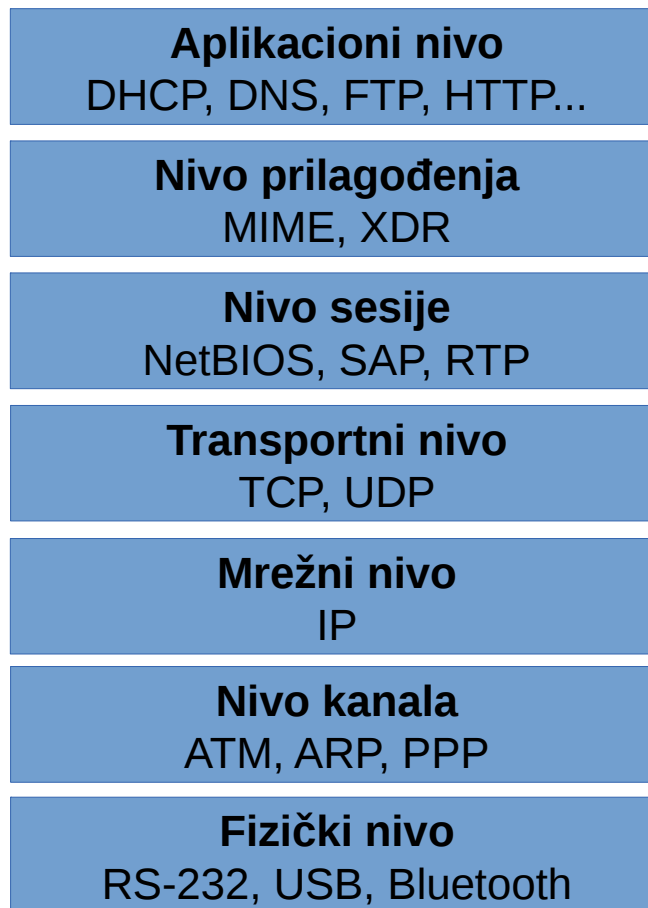 Aplikacioni nivo
DHCP, DNS, FTP, HTTP...
Nivo prilagođenja
MIME, XDR
Nivo sesije
NetBIOS, SAP, RTP
Transportni nivo
TCP, UDP
Mrežni nivo
IP
Nivo kanala
ATM, ARP, PPP
Fizički nivo
RS-232, USB, Bluetooth